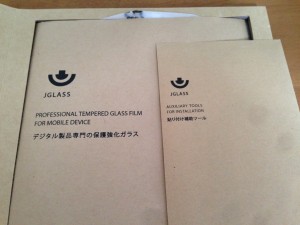 JGLASS
PROFESSIONAL TEMPERED GLASS FILM
FOR MOBILE DEVICE
デジタル製品専門の保護強化ガラス
JGLASS
AUXILIARY TOOLS
FOR INSTALLATION
貼り付け補助ツール